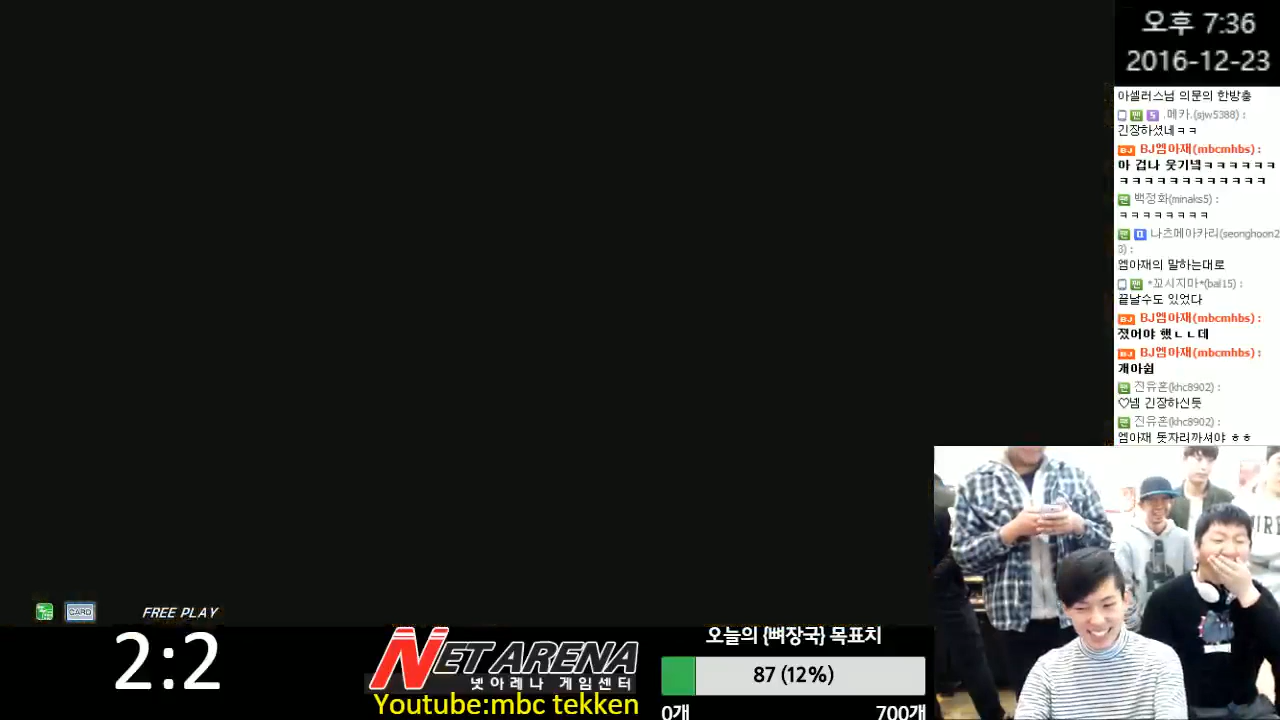 오후 7:36
2016-12-23
아셀러스님 의문의 한방춤
.메카.(sjw5388) :
긴장하셨네ㅋㅋ
BJ엠아재(mbcmhbs) :
아 겁나 웃기넼ㅋㅋㅋㅋㅋㅋ
ㅋㅋㅋㅋㅋㅋㅋㅋㅋㅋㅋㅋ
백정화(minaks5) :
ㅋㅋㅋㅋㅋㅋㅋㅋ
나츠메아카리(seonghoon2
3) :
엠아재의 말하는대로
*꼬시지마*(bal15) :
끝날수도 있었다
BJ엠아재(mbcmhbs) :
졌어야 했ㄴㄴ데
BJ엠아재(mbcmhbs) :
개아쉽
진유혼(khc8902) :
♡넴 긴장하신듯
진유혼(khc8902) :
엠아재 돗자리까셔야 ㅎㅎ
CARD
FREE PLAY
2:2
NET ARENA
넷아레나 게임센터
Youtube:mbc tekken
오늘의 {뼈장국} 목표치
87 (12%)
0개
700개